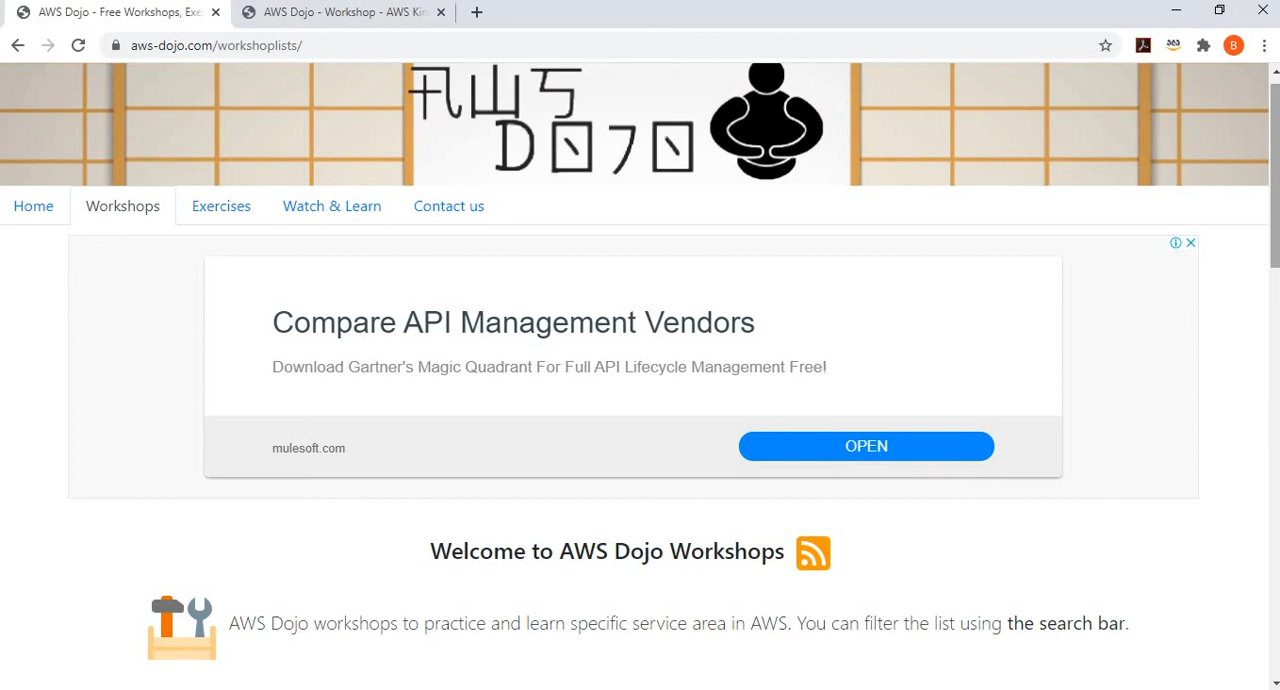 AWS Dojo - Free Workshops, Exe
AWS Dojo - Workshop - AWS Kin
aws-dojo.com/workshoplists/
B
AWS
DOJO
Home Workshops Exercises Watch & Learn Contact us
Compare API Management Vendors
Download Gartner's Magic Quadrant For Full API Lifecycle Management Free!
mulesoft.com OPEN
Welcome to AWS Dojo Workshops
AWS Dojo workshops to practice and learn specific service area in AWS. You can filter the list using the search bar.